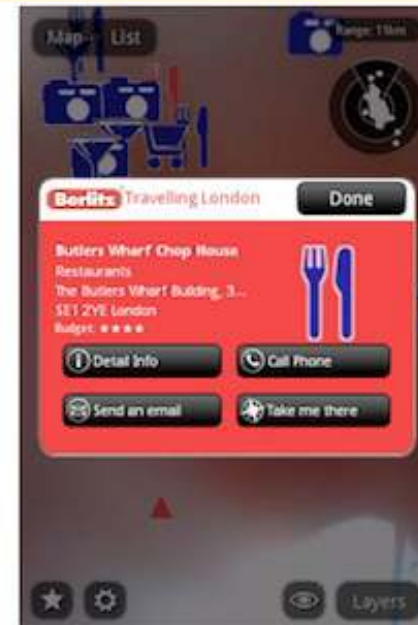 Map List
Range: 11km
Berlitz Travelling London
Done
Butlers Wharf Chop House
Restaurants
The Butlers Wharf Building, 3...
SE1 2YE London
Budget: ★★★★
Detail Info
Call Phone
Send an email
Take me there
Layers